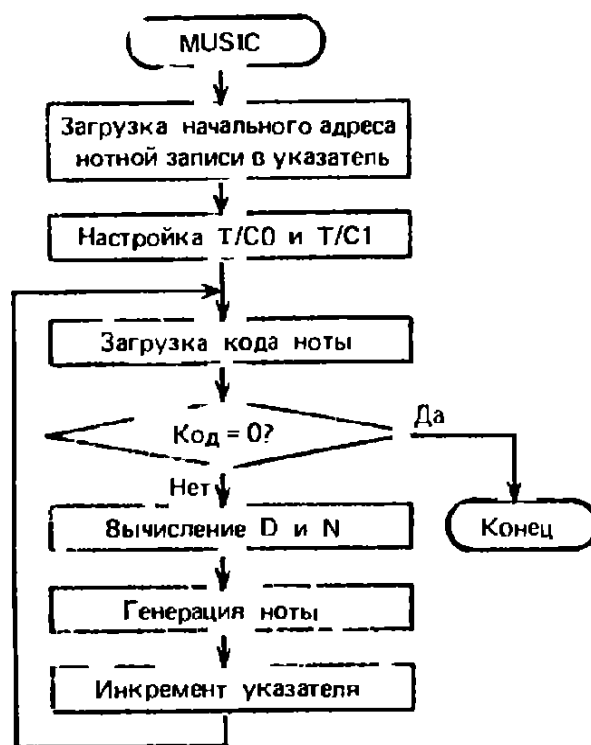 MUSIC
Загрузка начального адреса
нотной записи в указатель
Настройка T/C0 и T/C1
Загрузка кода ноты
Код = 0?
Да
Нет
Вычисление D и N
Конец
Генерация ноты
Инкремент указателя